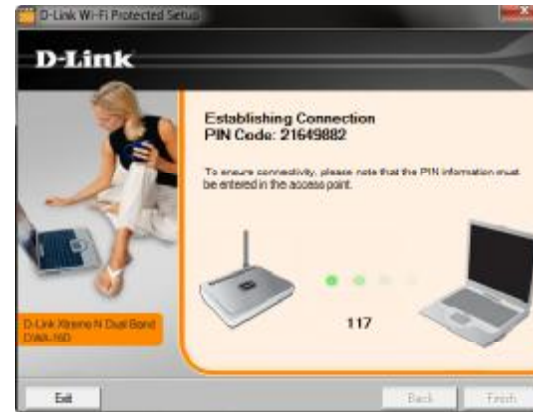 D-Link Wi-Fi Protected Setup
D-Link
Establishing Connection
PIN Code: 21649882
To ensure connectivity, please note that the PIN information must
be entered in the access point.
117
D-Link Xtreme N Dual Band
DWA-160
Exit
Back
Finish